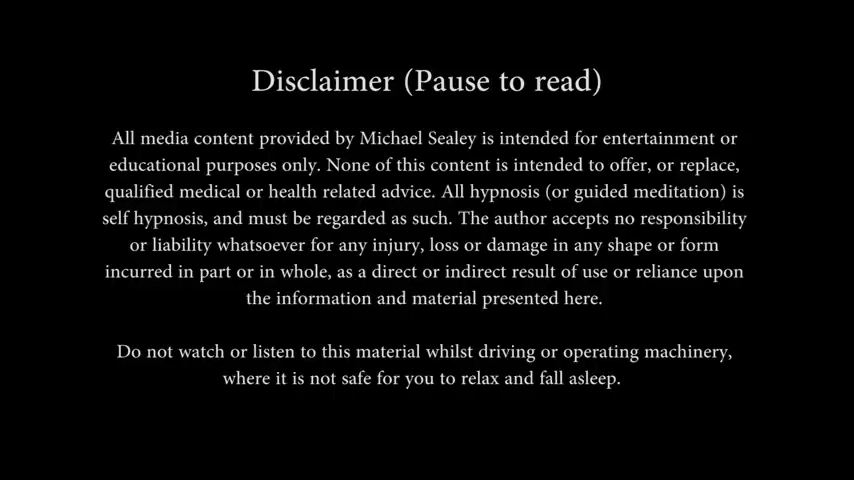 Disclaimer (Pause to read)
All media content provided by Michael Sealey is intended for entertainment or
educational purposes only. None of this content is intended to offer, or replace,
qualified medical or health related advice. All hypnosis (or guided meditation) is
self hypnosis, and must be regarded as such. The author accepts no responsibility
or liability whatsoever for any injury, loss or damage in any shape or form
incurred in part or in whole, as a direct or indirect result of use or reliance upon
the information and material presented here.
Do not watch or listen to this material whilst driving or operating machinery,
where it is not safe for you to relax and fall asleep.